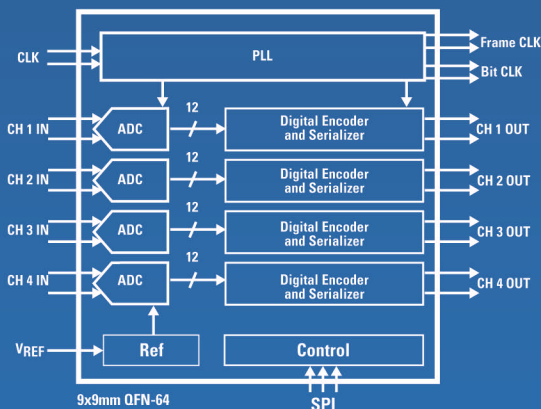 Frame CLK
CLK
PLL
Bit CLK
12
CH 1 IN
ADC
Digital Encoder
and Serializer
CH 1 OUT
12
CH 2 IN
ADC
Digital Encoder
and Serializer
CH 2 OUT
12
CH 3 IN
ADC
Digital Encoder
and Serializer
CH 3 OUT
12
CH 4 IN
ADC
Digital Encoder
and Serializer
CH 4 OUT
VREF
Ref
Control
9x9mm QFN-64
SPI